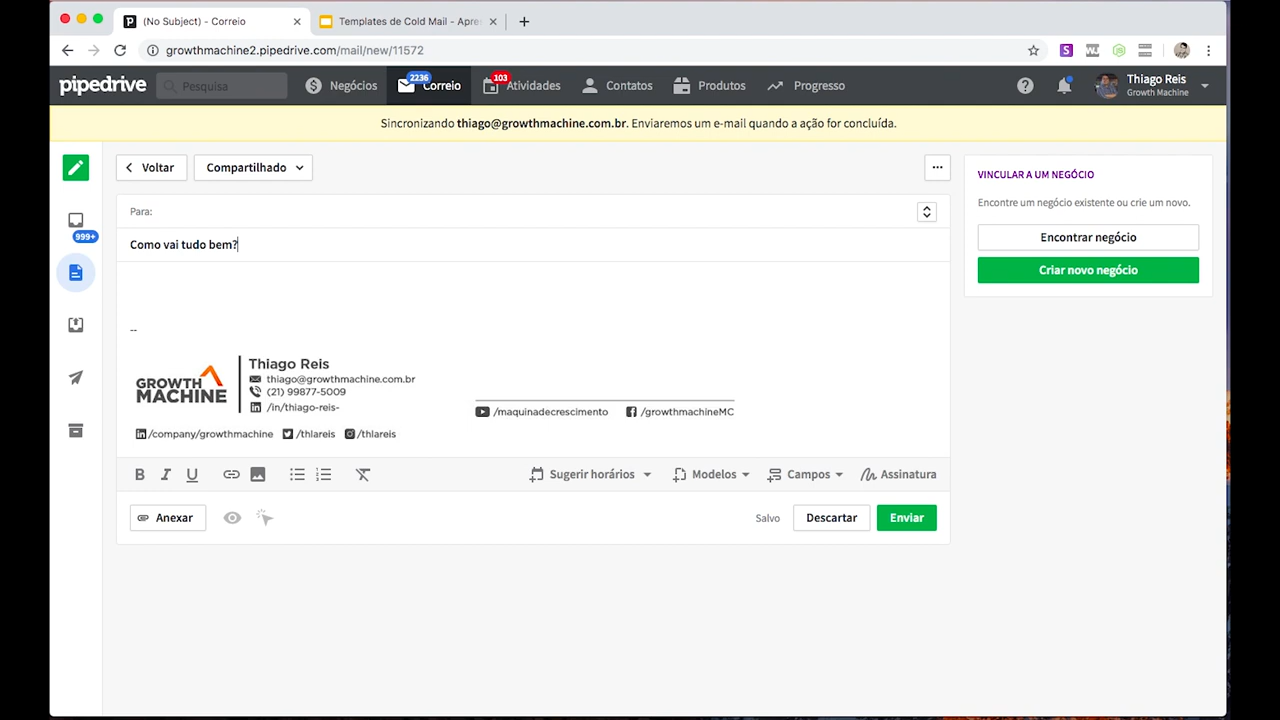 (No Subject) - Correio
Templates de Cold Mail - Apres
growthmachine2.pipedrive.com/mail/new/11572
pipedrive
Pesquisa
Negócios
2236
Correio
103
Atividades
Contatos
Produtos
Progresso
Thiago Reis
Growth Machine
Sincronizando thiago@growthmachine.com.br. Enviaremos um e-mail quando a ação for concluída.
Voltar
Compartilhado
...
VINCULAR A UM NEGÓCIO
Encontre um negócio existente ou crie um novo.
Encontrar negócio
Criar novo negócio
999+
Para:
Como vai tudo bem?
--
GROWTH
MACHINE
Thiago Reis
thiago@growthmachine.com.br
(21) 99877-5009
/in/thiago-reis-
/maquinadecrescimento
/growthmachineMC
/company/growthmachine
/thlareis
/thlareis
B I U
Sugerir horários
Modelos
Campos
Assinatura
Anexar
Salvo
Descartar
Enviar